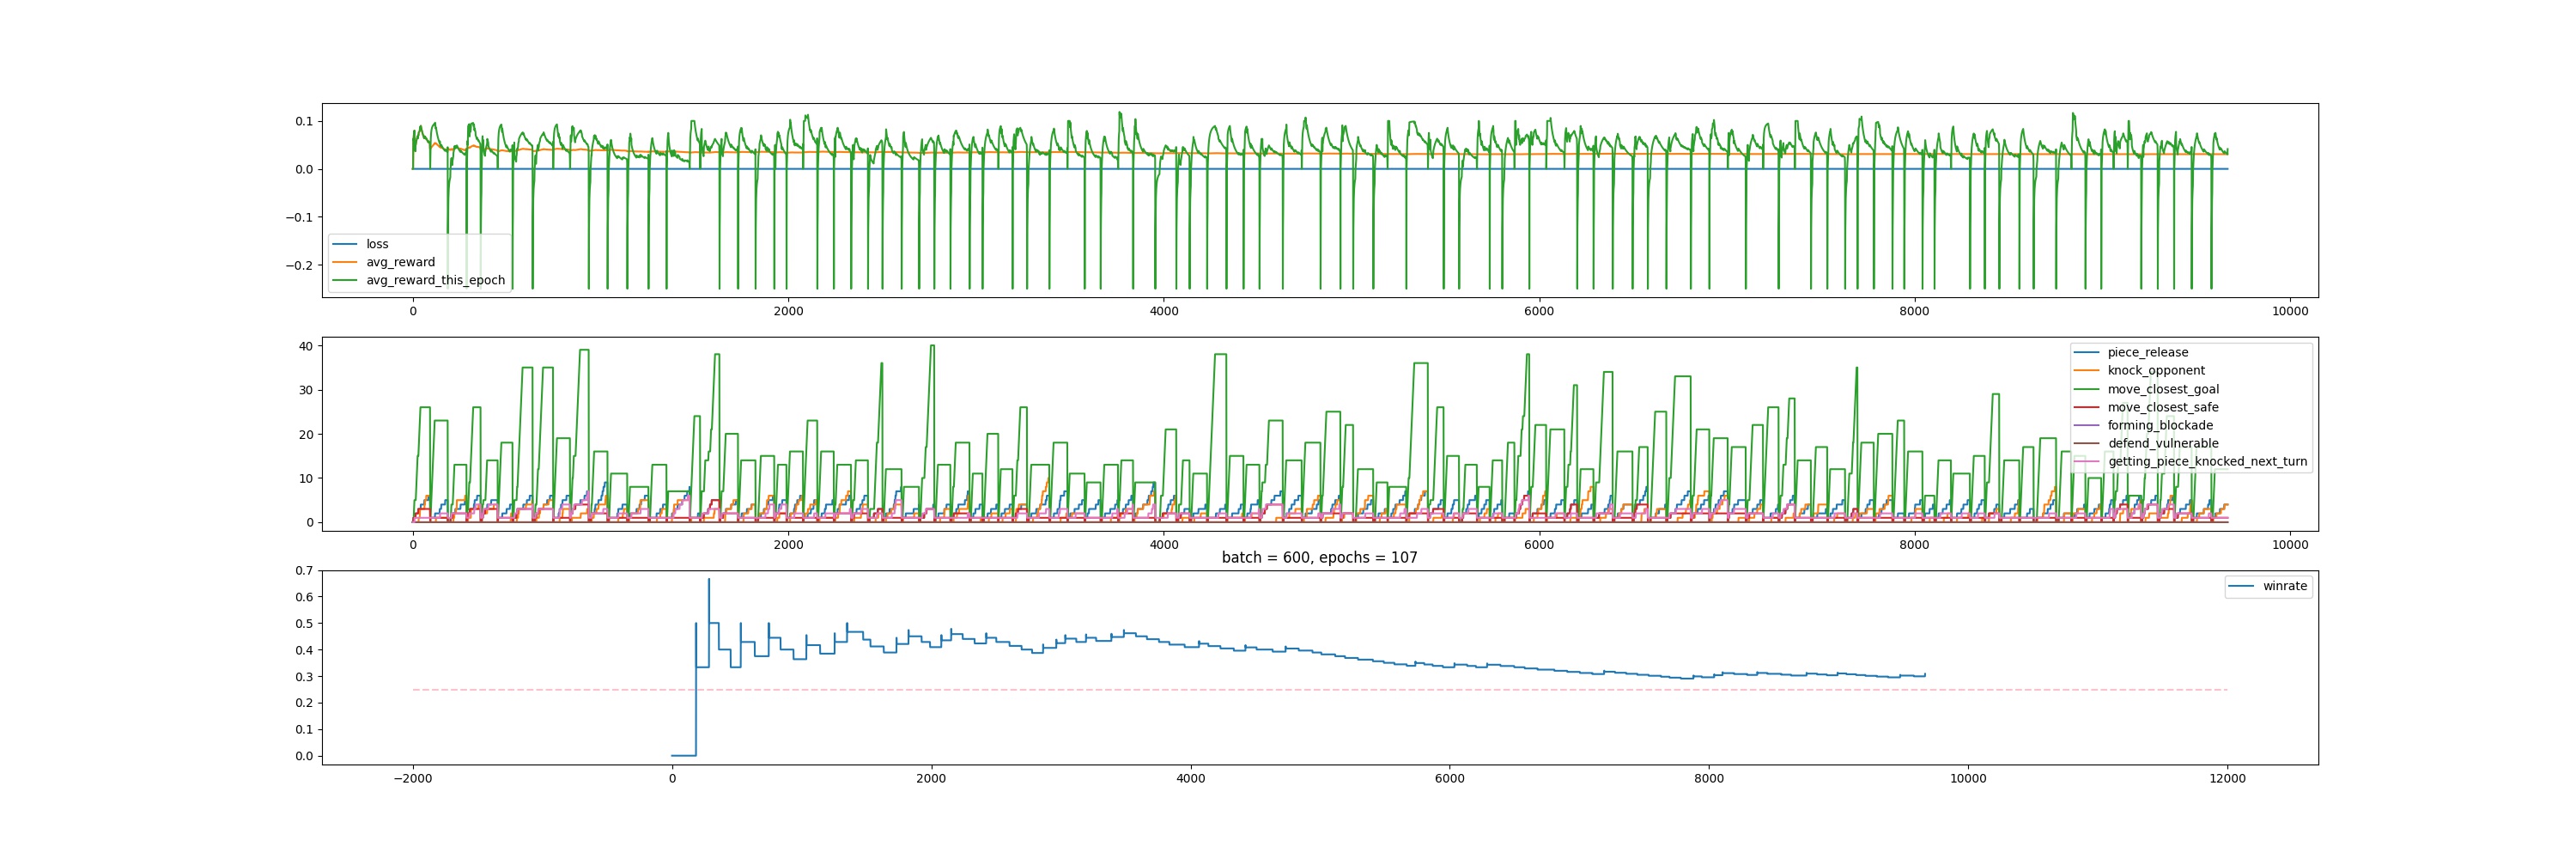 0.1
0.0
−0.1
−0.2
loss
avg_reward
avg_reward_this_epoch
0 2000 4000 6000 8000 10000
40
30
20
10
0
piece_release
knock_opponent
move_closest_goal
move_closest_safe
forming_blockade
defend_vulnerable
getting_piece_knocked_next_turn
0 2000 4000 6000 8000 10000
batch = 600, epochs = 107
0.7
0.6
0.5
0.4
0.3
0.2
0.1
0.0
winrate
−2000 0 2000 4000 6000 8000 10000 12000